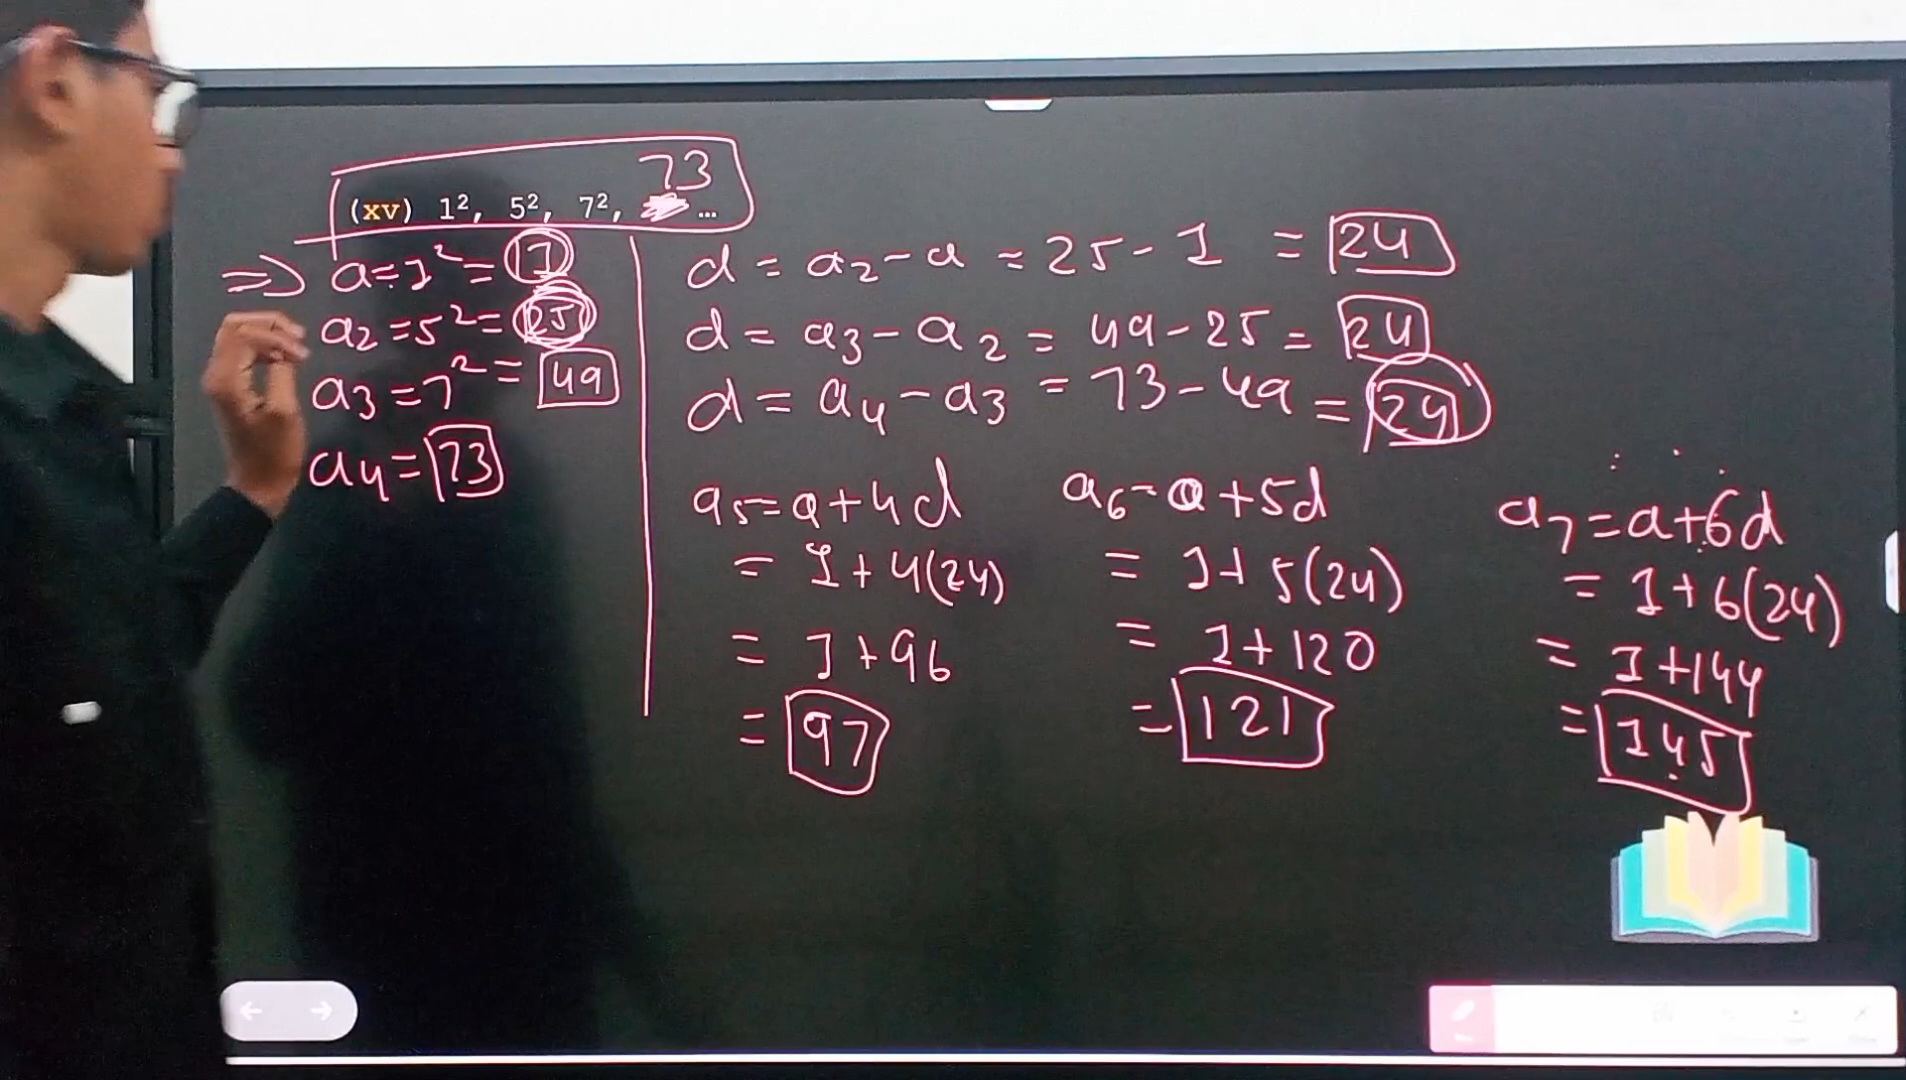 73
(xv) 1², 5², 7², ...
=> a = 1² = 1
a2 = 5² = 25
a3 = 7² = 49
a4 = 73
d = a2 - a = 25 - 1 = 24
d = a3 - a2 = 49 - 25 = 24
d = a4 - a3 = 73 - 49 = 24
a5 = a + 4d
= 1 + 4(24)
= 1 + 96
= 97
a6 = a + 5d
= 1 + 5(24)
= 1 + 120
= 121
a7 = a + 6d
= 1 + 6(24)
= 1 + 144
= 145